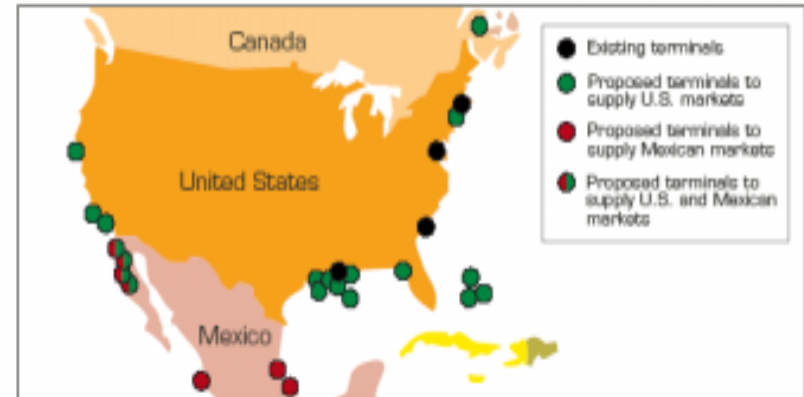 Canada
United States
Mexico
Existing terminals
Proposed terminals to
supply U.S. markets
Proposed terminals to
supply Mexican markets
Proposed terminals to
supply U.S. and Mexican
markets